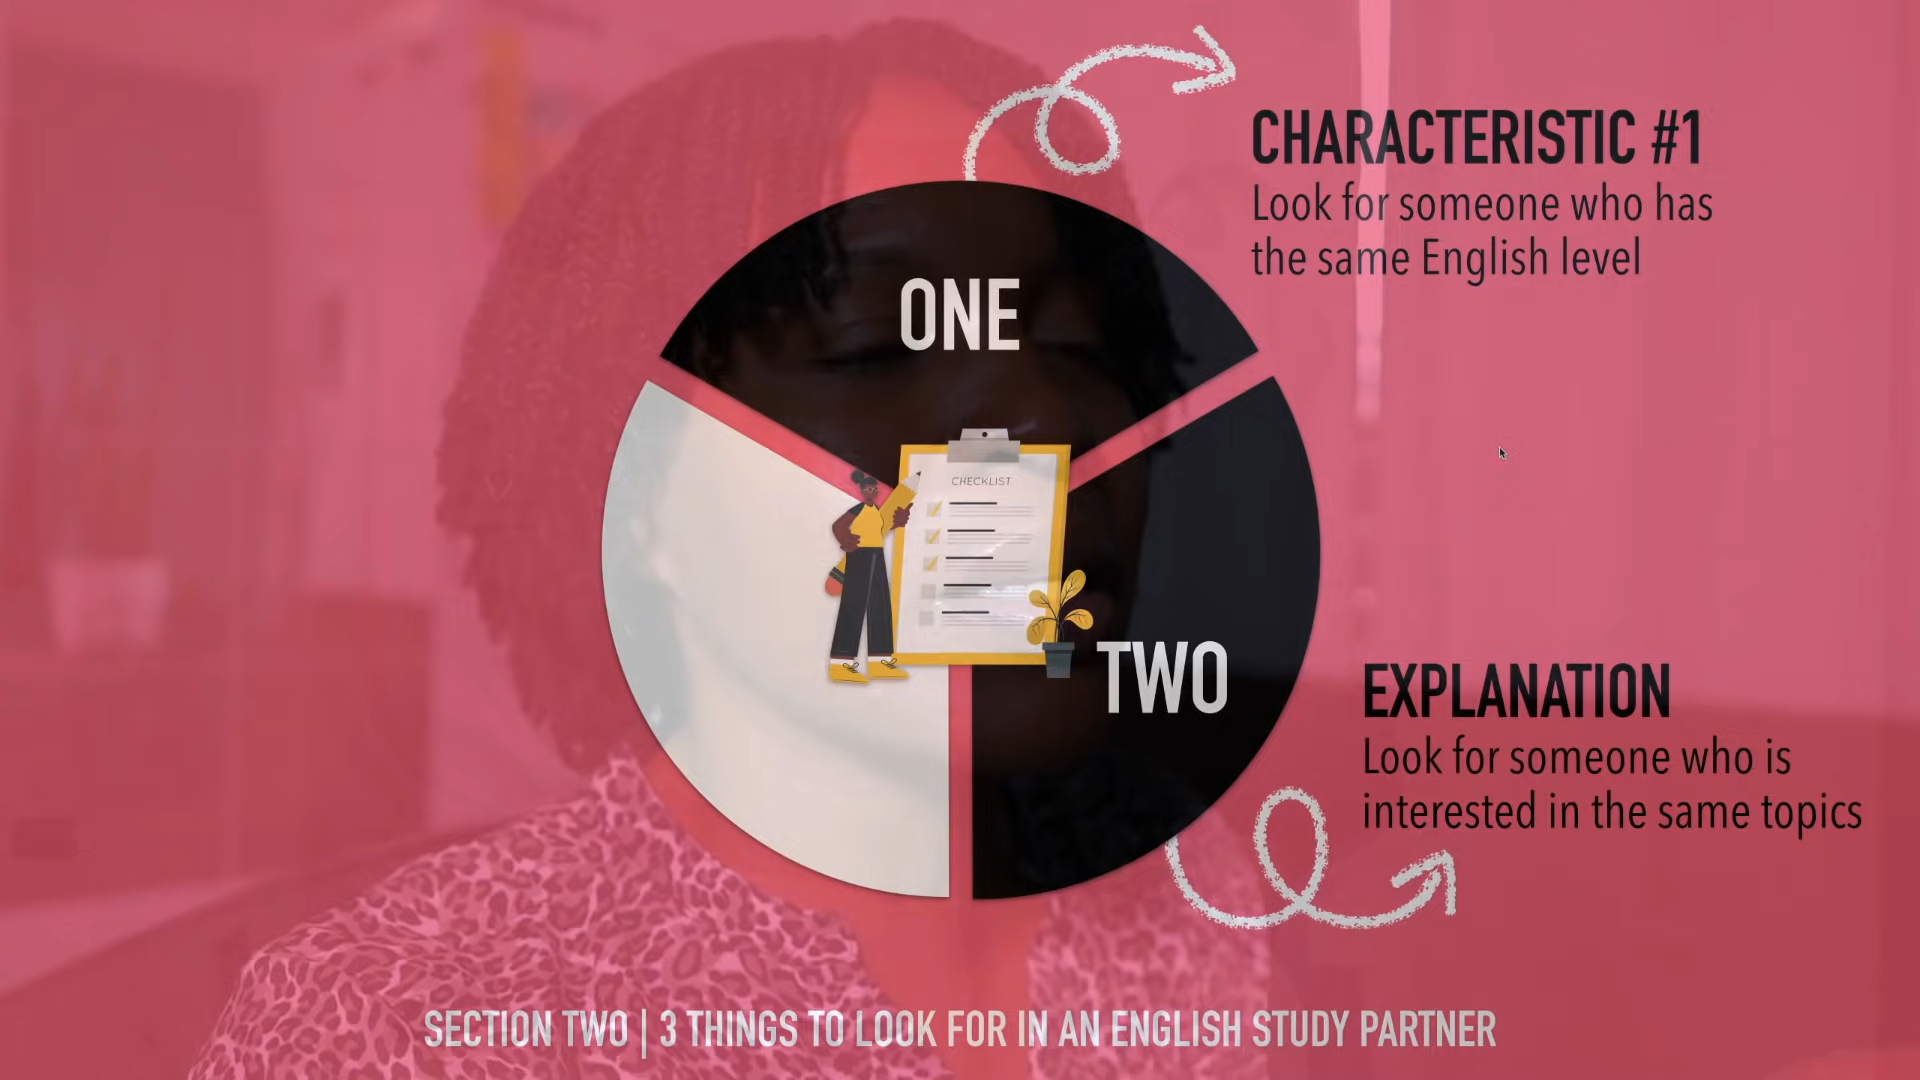 CHARACTERISTIC #1
Look for someone who has
the same English level
ONE
CHECKLIST
TWO
EXPLANATION
Look for someone who is
interested in the same topics
SECTION TWO | 3 THINGS TO LOOK FOR IN AN ENGLISH STUDY PARTNER